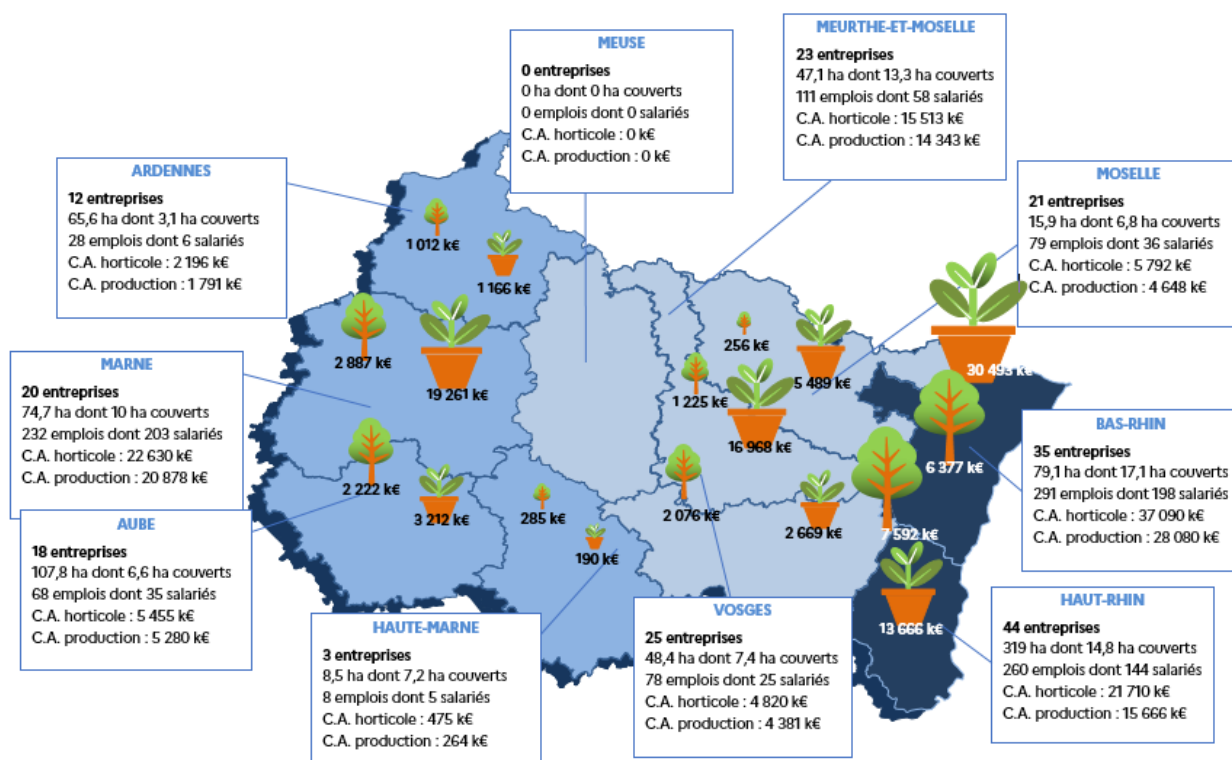 MEUSE
0 entreprises
0 ha dont 0 ha couverts
0 emplois dont 0 salariés
C.A. horticole : 0 k€
C.A. production : 0 k€
MEURTHE-ET-MOSELLE
23 entreprises
47,1 ha dont 13,3 ha couverts
111 emplois dont 58 salariés
C.A. horticole : 15 513 k€
C.A. production : 14 343 k€
ARDENNES
12 entreprises
65,6 ha dont 3,1 ha couverts
28 emplois dont 6 salariés
C.A. horticole : 2 196 k€
C.A. production : 1 791 k€
MOSELLE
21 entreprises
15,9 ha dont 6,8 ha couverts
79 emplois dont 36 salariés
C.A. horticole : 5 792 k€
C.A. production : 4 648 k€
1 012 k€
1 166 k€
2 887 k€
19 261 k€
256 k€
5 489 k€
30 493 k€
1 225 k€
16 968 k€
MARNE
20 entreprises
74,7 ha dont 10 ha couverts
232 emplois dont 203 salariés
C.A. horticole : 22 630 k€
C.A. production : 20 878 k€
BAS-RHIN
35 entreprises
79,1 ha dont 17,1 ha couverts
291 emplois dont 198 salariés
C.A. horticole : 37 090 k€
C.A. production : 28 080 k€
6 377 k€
2 222 k€
3 212 k€
285 k€
190 k€
2 076 k€
2 669 k€
7 592 k€
13 666 k€
AUBE
18 entreprises
107,8 ha dont 6,6 ha couverts
68 emplois dont 35 salariés
C.A. horticole : 5 455 k€
C.A. production : 5 280 k€
HAUTE-MARNE
3 entreprises
8,5 ha dont 7,2 ha couverts
8 emplois dont 5 salariés
C.A. horticole : 475 k€
C.A. production : 264 k€
VOSGES
25 entreprises
48,4 ha dont 7,4 ha couverts
78 emplois dont 25 salariés
C.A. horticole : 4 820 k€
C.A. production : 4 381 k€
HAUT-RHIN
44 entreprises
319 ha dont 14,8 ha couverts
260 emplois dont 144 salariés
C.A. horticole : 21 710 k€
C.A. production : 15 666 k€